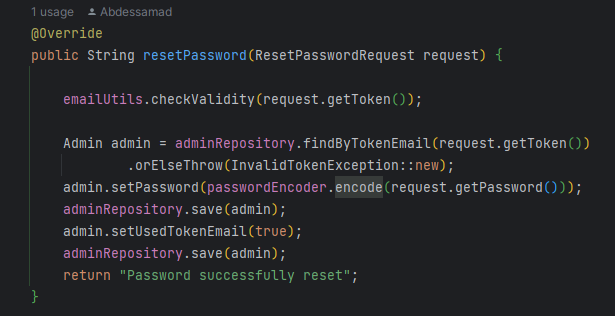 1 usage Abdessamad
@Override
public String resetPassword(ResetPasswordRequest request) {
emailUtils.checkValidity(request.getToken());
Admin admin = adminRepository.findByTokenEmail(request.getToken())
.orElseThrow(InvalidTokenException::new);
admin.setPassword(passwordEncoder.encode(request.getPassword()));
adminRepository.save(admin);
admin.setUsedTokenEmail(true);
adminRepository.save(admin);
return "Password successfully reset";
}